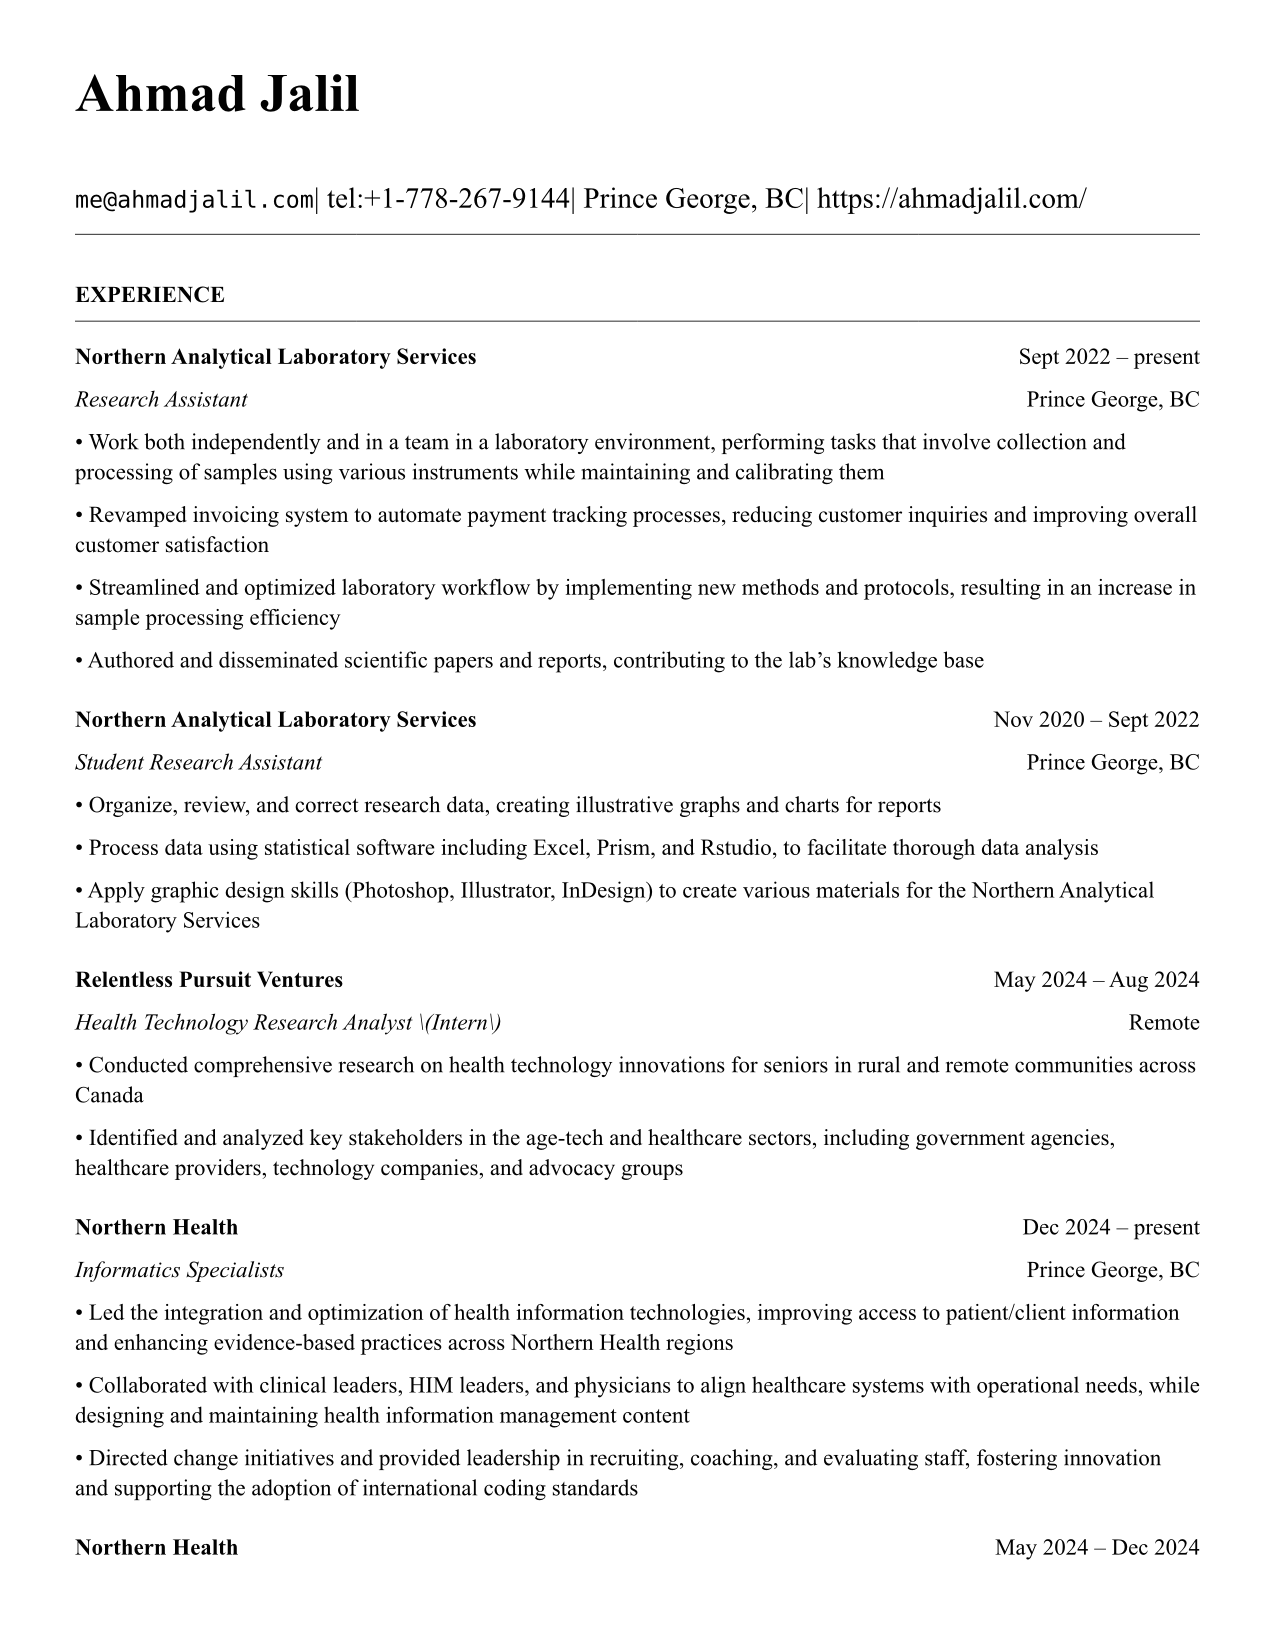 Ahmad Jalil
me@ahmadjalil.com| tel:+1-778-267-9144| Prince George, BC| https://ahmadjalil.com/
EXPERIENCE
Northern Analytical Laboratory Services Sept 2022 – present
Research Assistant Prince George, BC
• Work both independently and in a team in a laboratory environment, performing tasks that involve collection and
processing of samples using various instruments while maintaining and calibrating them
• Revamped invoicing system to automate payment tracking processes, reducing customer inquiries and improving overall
customer satisfaction
• Streamlined and optimized laboratory workflow by implementing new methods and protocols, resulting in an increase in
sample processing efficiency
• Authored and disseminated scientific papers and reports, contributing to the lab’s knowledge base
Northern Analytical Laboratory Services Nov 2020 – Sept 2022
Student Research Assistant Prince George, BC
• Organize, review, and correct research data, creating illustrative graphs and charts for reports
• Process data using statistical software including Excel, Prism, and Rstudio, to facilitate thorough data analysis
• Apply graphic design skills (Photoshop, Illustrator, InDesign) to create various materials for the Northern Analytical
Laboratory Services
Relentless Pursuit Ventures May 2024 – Aug 2024
Health Technology Research Analyst \(Intern\) Remote
• Conducted comprehensive research on health technology innovations for seniors in rural and remote communities across
Canada
• Identified and analyzed key stakeholders in the age-tech and healthcare sectors, including government agencies,
healthcare providers, technology companies, and advocacy groups
Northern Health Dec 2024 – present
Informatics Specialists Prince George, BC
• Led the integration and optimization of health information technologies, improving access to patient/client information
and enhancing evidence-based practices across Northern Health regions
• Collaborated with clinical leaders, HIM leaders, and physicians to align healthcare systems with operational needs, while
designing and maintaining health information management content
• Directed change initiatives and provided leadership in recruiting, coaching, and evaluating staff, fostering innovation
and supporting the adoption of international coding standards
Northern Health May 2024 – Dec 2024